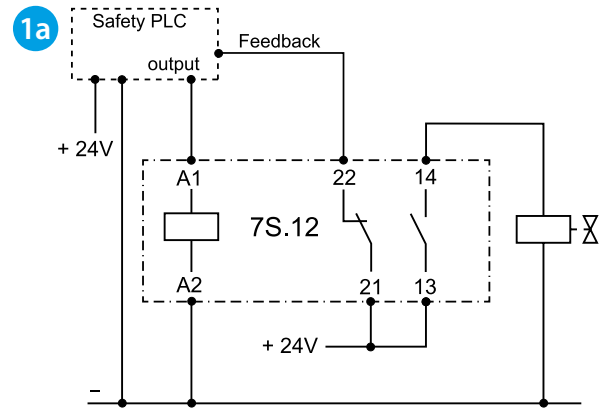 1a
Safety PLC
Feedback
output
+ 24V
A1
22
14
7S.12
A2
21
13
+ 24V
–